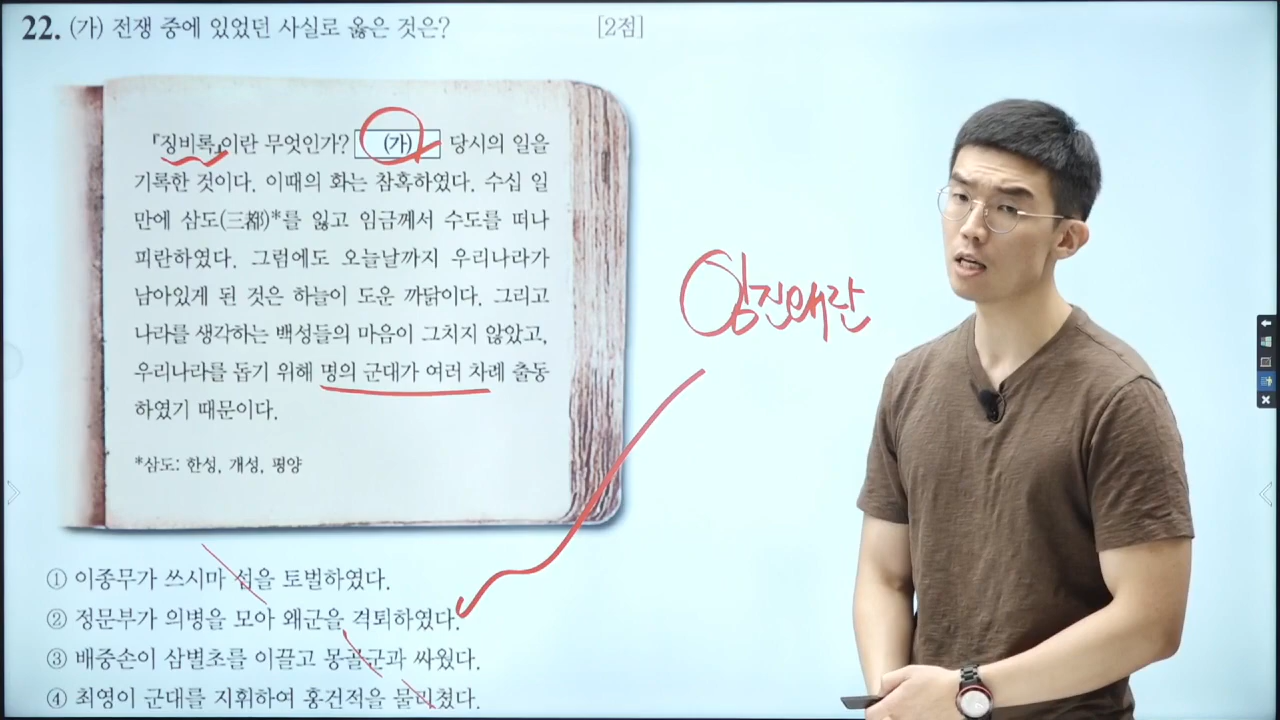 22. (가) 전쟁 중에 있었던 사실로 옳은 것은? [2점]
『징비록』이란 무엇인가? (가) 당시의 일을
기록한 것이다. 이때의 화는 참혹하였다. 수십 일
만에 삼도(三都)*를 잃고 임금께서 수도를 떠나
피란하였다. 그럼에도 오늘날까지 우리나라가
남아있게 된 것은 하늘이 도운 까닭이다. 그리고
나라를 생각하는 백성들의 마음이 그치지 않았고,
우리나라를 돕기 위해 명의 군대가 여러 차례 출동
하였기 때문이다.
*삼도: 한성, 개성, 평양
임진왜란
① 이종무가 쓰시마 섬을 토벌하였다.
② 정문부가 의병을 모아 왜군을 격퇴하였다.
③ 배중손이 삼별초를 이끌고 몽골군과 싸웠다.
④ 최영이 군대를 지휘하여 홍건적을 물리쳤다.